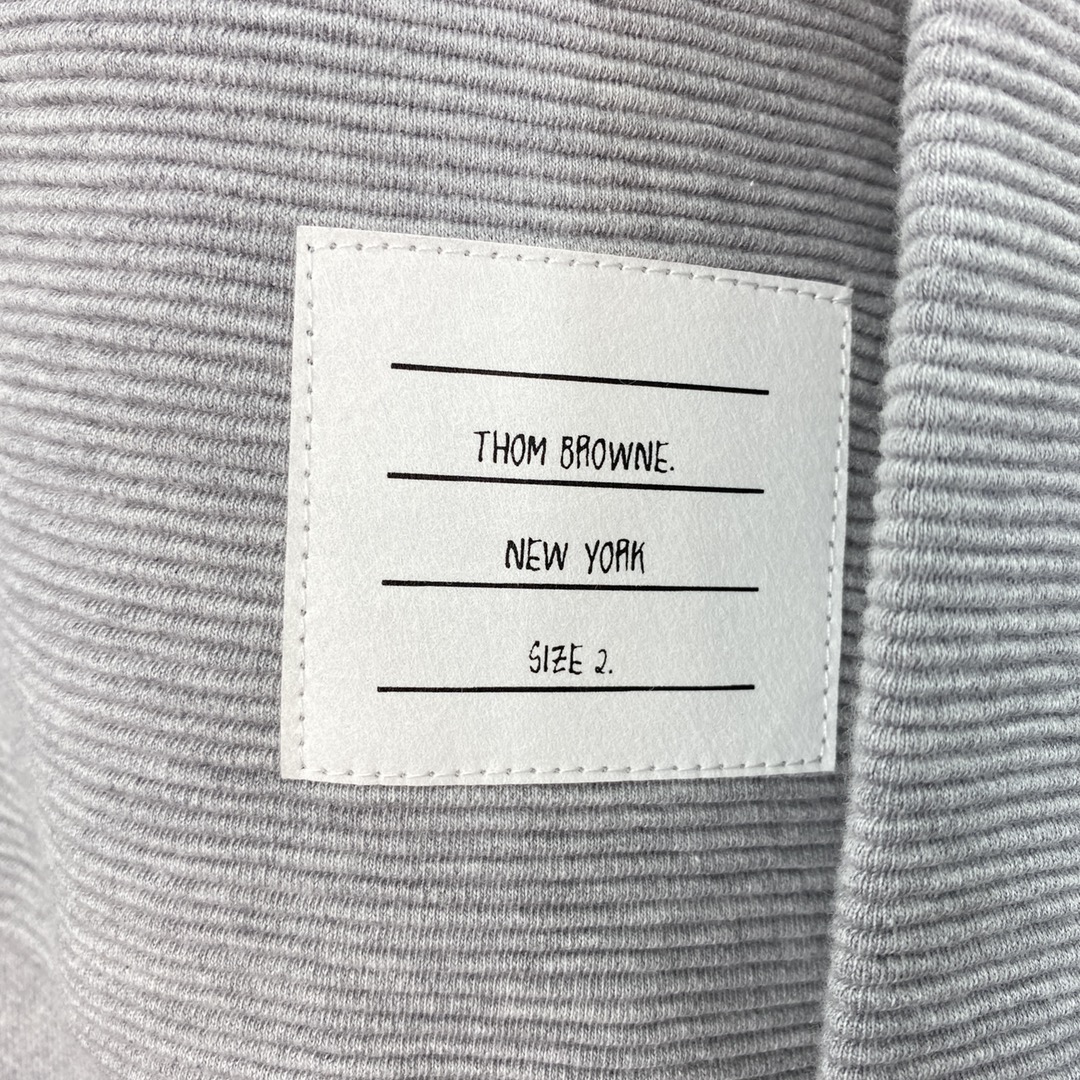 THOM BROWNE.
NEW YORK
SIZE 2.